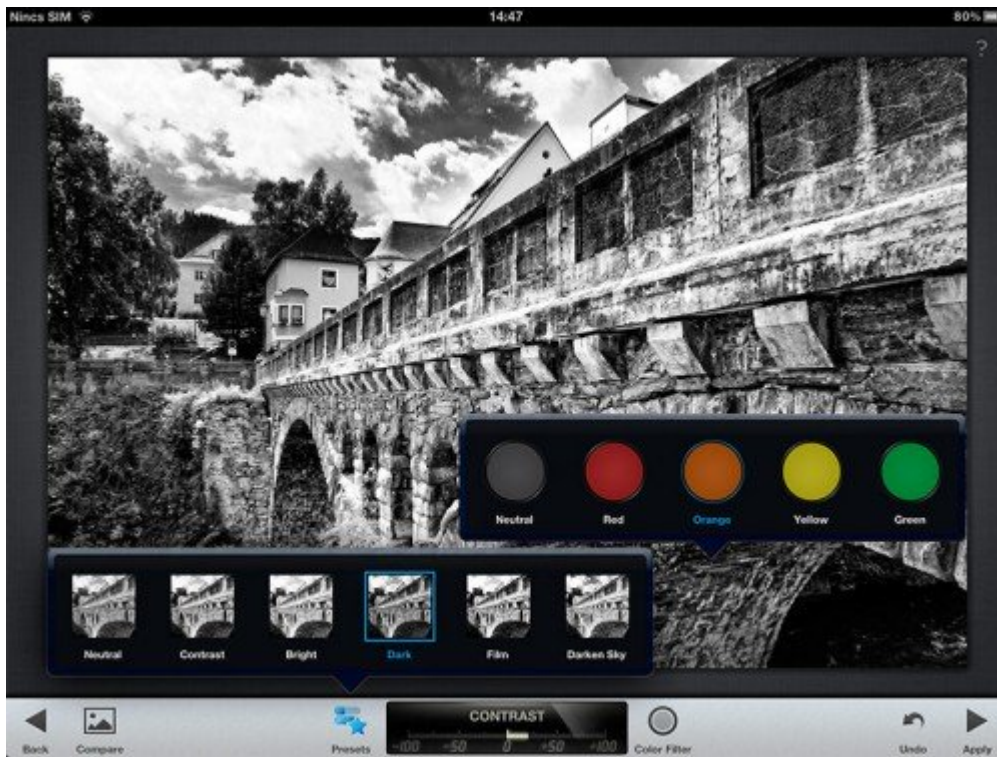 Nincs SIM 14:47 80%
?
Neutral Red Orange Yellow Green
Neutral Contrast Bright Dark Film Darken Sky
CONTRAST
-100 -50 0 +50 +100
Back Compare Presets Color Filter Undo Apply